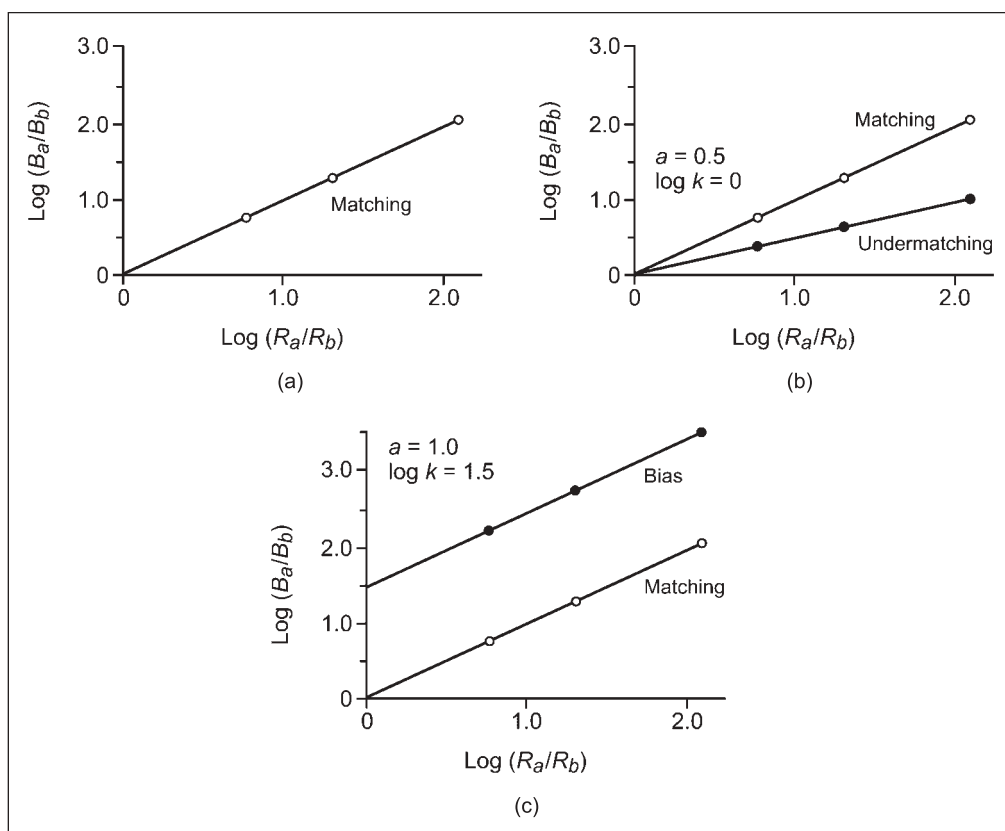 3.0
2.0
1.0
0
Log (Ba/Bb)
Matching
0 1.0 2.0
Log (Ra/Rb)
(a)
3.0
2.0
1.0
0
Log (Ba/Bb)
a = 0.5
log k = 0
Matching
Undermatching
0 1.0 2.0
Log (Ra/Rb)
(b)
3.0
2.0
1.0
0
Log (Ba/Bb)
a = 1.0
log k = 1.5
Bias
Matching
0 1.0 2.0
Log (Ra/Rb)
(c)